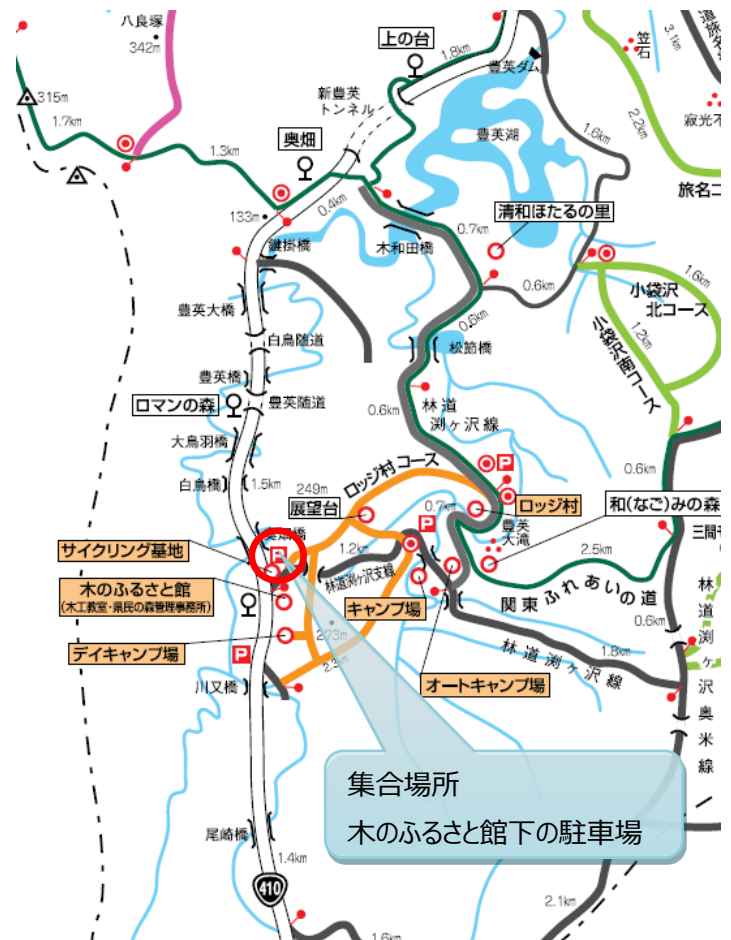 八良塚
342m
上の台
1.8km
笠石
3.1km
豊英ダム
315m
新豊英
トンネル
1.7km
2.2km
豊英湖
1.6km
奥畑
1.3km
旅名コ
0.4km
清和ほたるの里
133m
0.7km
鍵掛橋
木和田橋
0.6km
1.6km
小袋沢
北コース
豊英大橋
0.6km
1.2km
小袋沢南コース
白鳥隧道
松節橋
豊英橋
ロマンの森
豊英隧道
0.6km
林道
渕ヶ沢線
大鳥羽橋
ロッジ村コース
P
0.6km
白鳥橋
1.5km
249m
展望台
0.7km
ロッジ村
和(なご)みの森
P
豊英
大滝
奥畑橋
サイクリング基地
P
1.2km
2.5km
林道渕ヶ沢支線
木のふるさと館
(木工教室・県民の森管理事務所)
キャンプ場
関東ふれあいの道
273m
0.6km
デイキャンプ場
P
林道渕ヶ沢線
1.8km
川又橋
オートキャンプ場
林道渕ヶ沢奥米線
集合場所
木のふるさと館下の駐車場
尾崎橋
1.4km
410
2.1km
1.6km